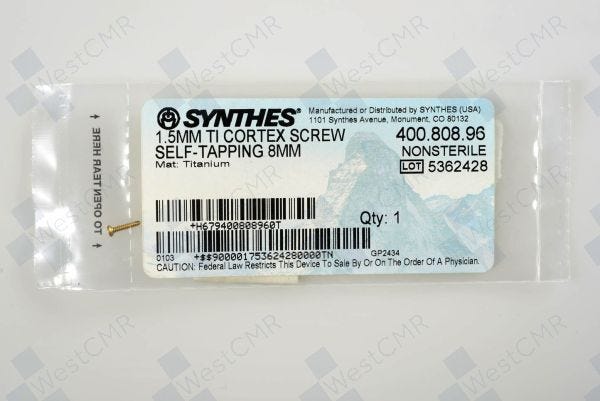 SYNTHES®
Manufactured or Distributed by SYNTHES (USA)
1101 Synthes Avenue, Monument, CO 80132
1.5MM TI CORTEX SCREW
SELF-TAPPING 8MM
Mat: Titanium
400.808.96
NONSTERILE
LOT 5362428
+H679400808960T
Qty: 1
0103
+$$900001753624280000TN
GP2434
CAUTION: Federal Law Restricts This Device To Sale By Or On The Order Of A Physician.
TO OPEN TEAR HERE
WestCMR